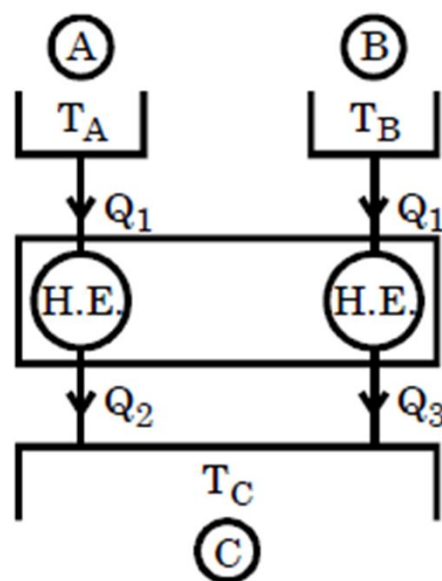 A B
T_A T_B
Q_1 Q_1
H.E. H.E.
Q_2 Q_3
T_C
C